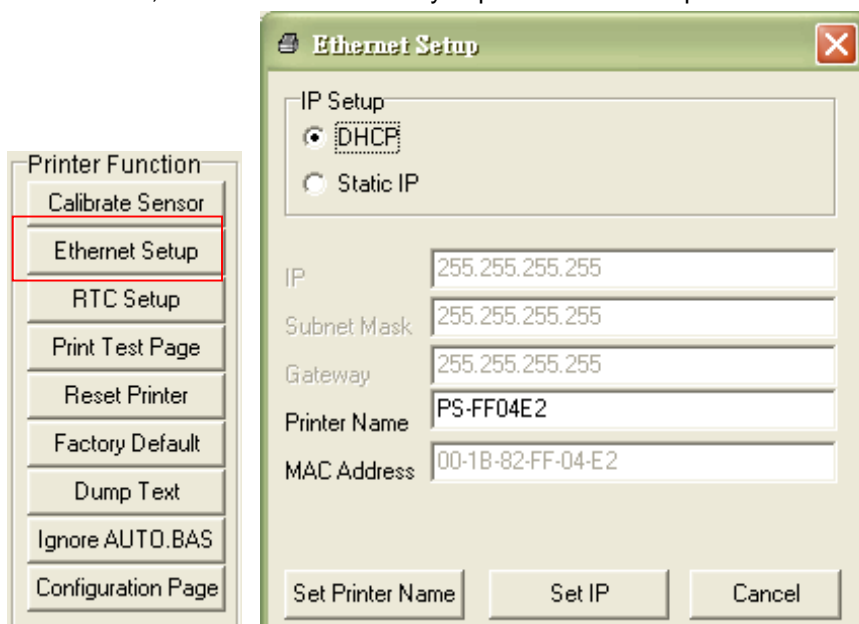 Printer Function
Calibrate Sensor
Ethernet Setup
RTC Setup
Print Test Page
Reset Printer
Factory Default
Dump Text
Ignore AUTO.BAS
Configuration Page
Ethernet Setup
IP Setup
DHCP
Static IP
IP 255.255.255.255
Subnet Mask 255.255.255.255
Gateway 255.255.255.255
Printer Name PS-FF04E2
MAC Address 00-1B-82-FF-04-E2
Set Printer Name Set IP Cancel